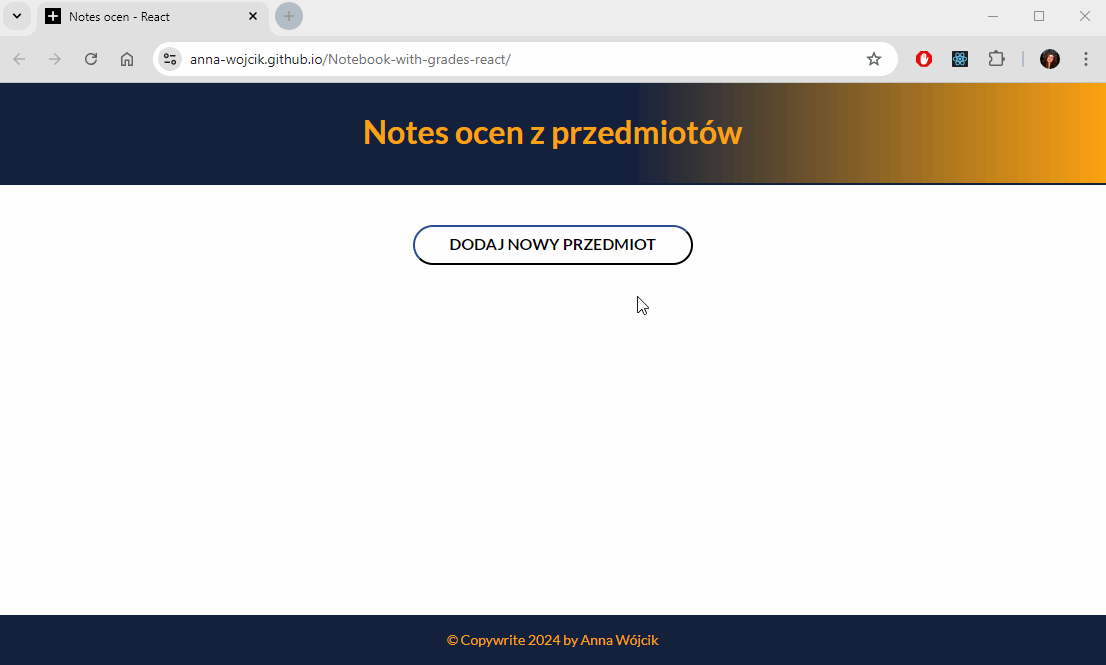 Notes ocen - React
anna-wojcik.github.io/Notebook-with-grades-react/
Notes ocen z przedmiotów
DODAJ NOWY PRZEDMIOT
© Copywrite 2024 by Anna Wójcik